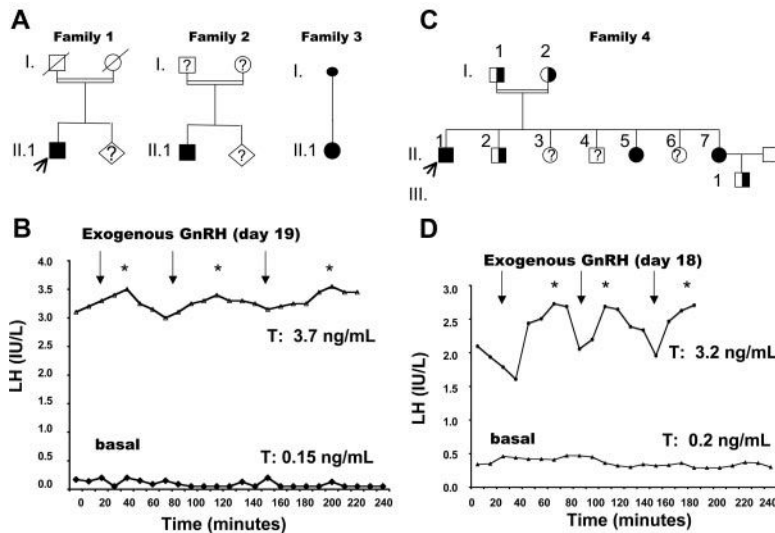 A
Family 1
Family 2
Family 3
I.
I.
?
?
I.
II.1
?
II.1
?
II.1
C
Family 4
1
2
I.
1
2
3
4
5
6
7
II.
?
?
?
1
III.
B
Exogenous GnRH (day 19)
* * *
4.0
3.5
3.0
2.5
2.0
1.5
1.0
0.5
0.0
LH (IU/L)
T: 3.7 ng/mL
basal
T: 0.15 ng/mL
0 20 40 60 80 100 120 140 160 180 200 220 240
Time (minutes)
D
Exogenous GnRH (day 18)
* * *
3.0
2.5
2.0
1.5
1.0
0.5
0.0
LH (IU/L)
T: 3.2 ng/mL
basal
T: 0.2 ng/mL
0 20 40 60 80 100 120 140 160 180 200 220 240
Time (minutes)